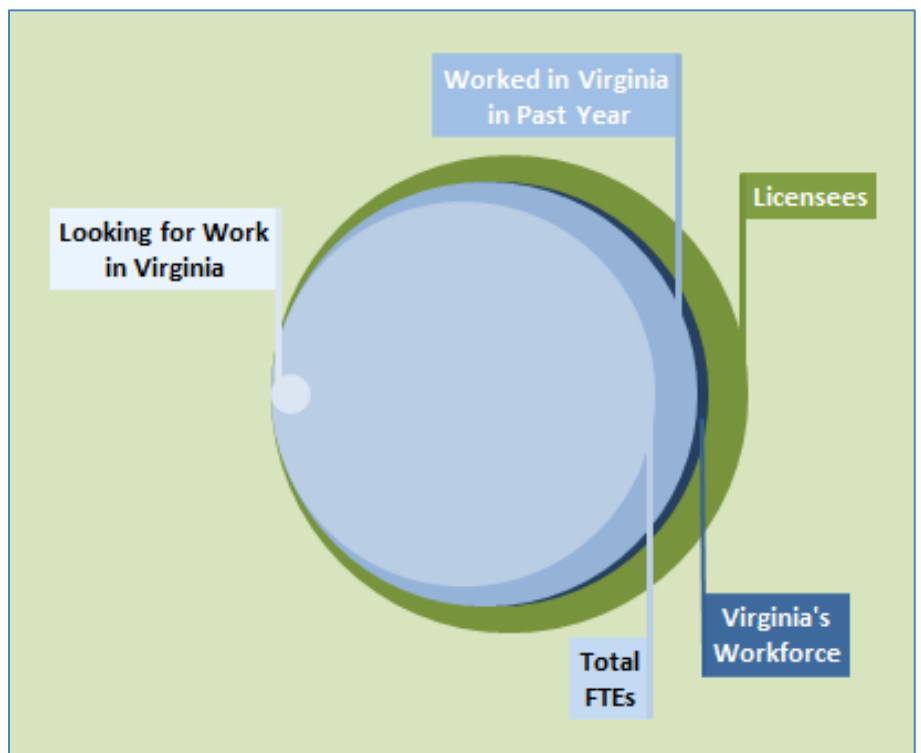 Worked in Virginia
in Past Year
Licensees
Looking for Work
in Virginia
Virginia's
Workforce
Total
FTEs